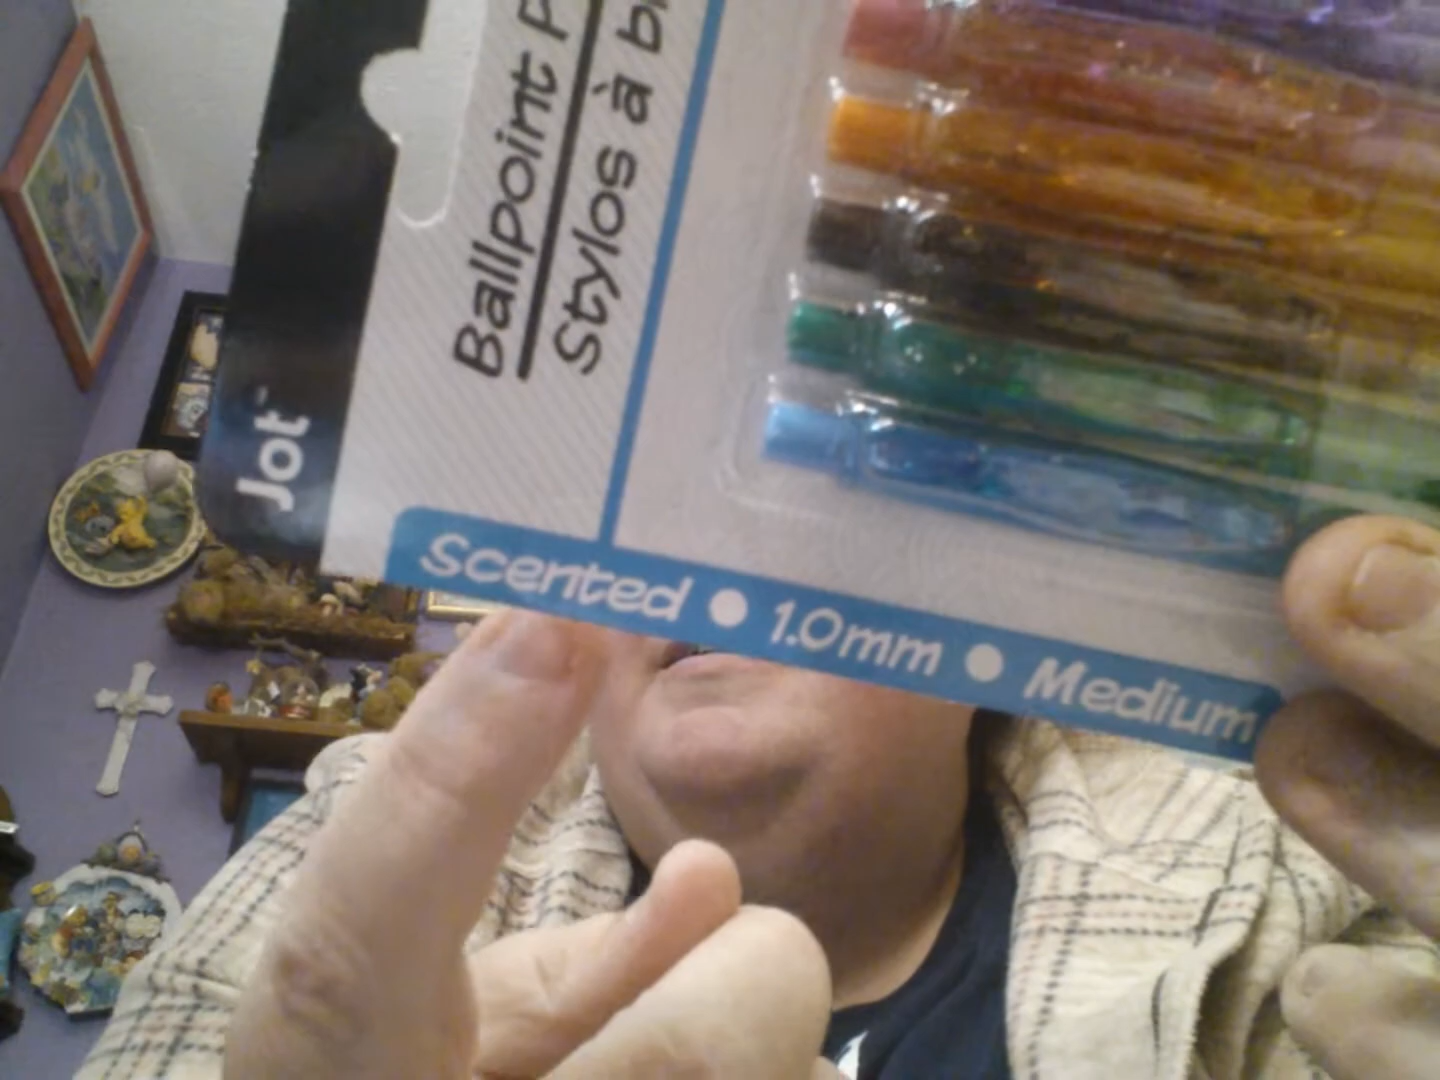 Jot
Ballpoint
Stylos à
Scented • 1.0mm • Medium